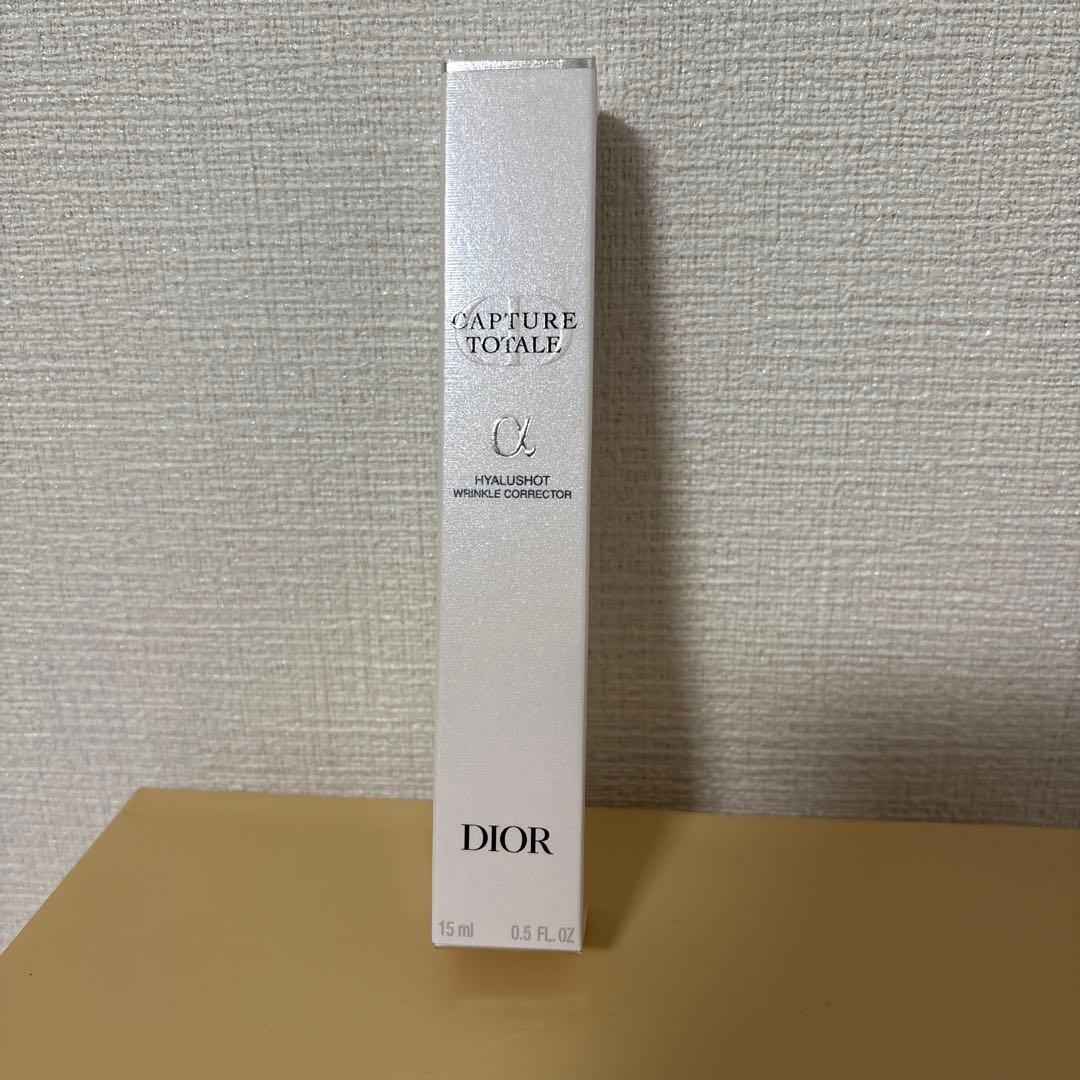 CAPTURE
TOTALE
α
HYALUSHOT
WRINKLE CORRECTOR
DIOR
15 ml 0.5 FL. OZ